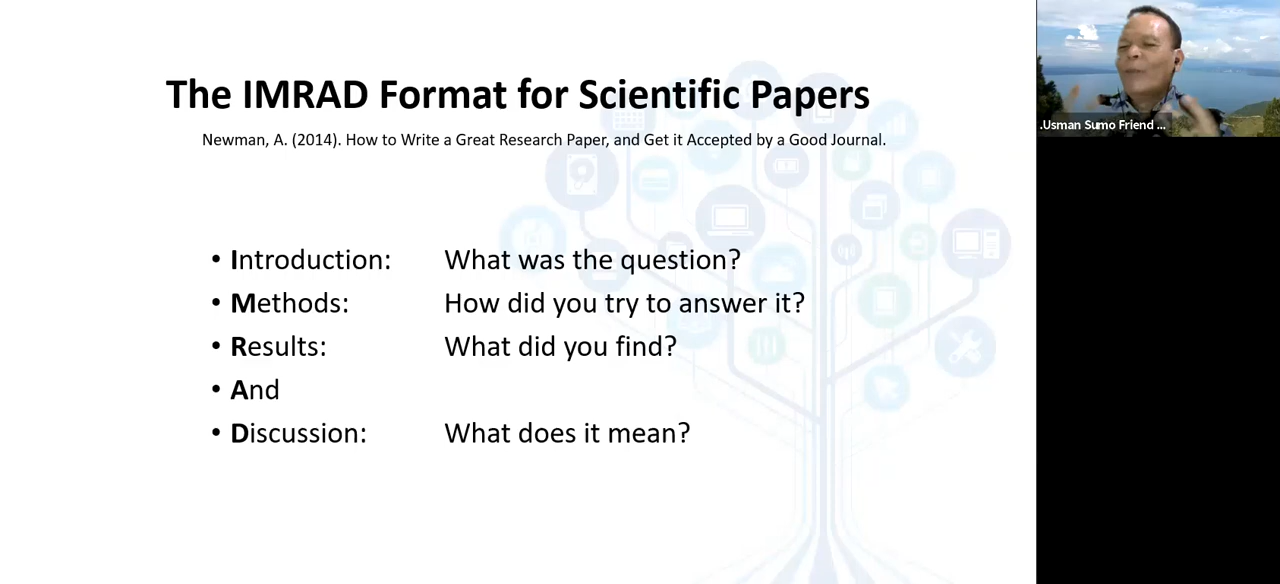 The IMRAD Format for Scientific Papers
Newman, A. (2014). How to Write a Great Research Paper, and Get it Accepted by a Good Journal.
• Introduction: What was the question?
• Methods: How did you try to answer it?
• Results: What did you find?
• And
• Discussion: What does it mean?
.Usman Sumo Friend ...